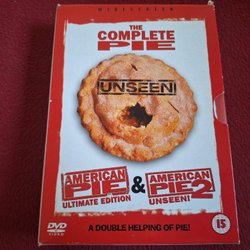 WIDESCREEN
THE
COMPLETE
PIE
UNSEEN
AMERICAN
PIE
ULTIMATE EDITION
&
AMERICAN
PIE 2
UNSEEN!
DVD
VIDEO
A DOUBLE HELPING OF PIE!
15